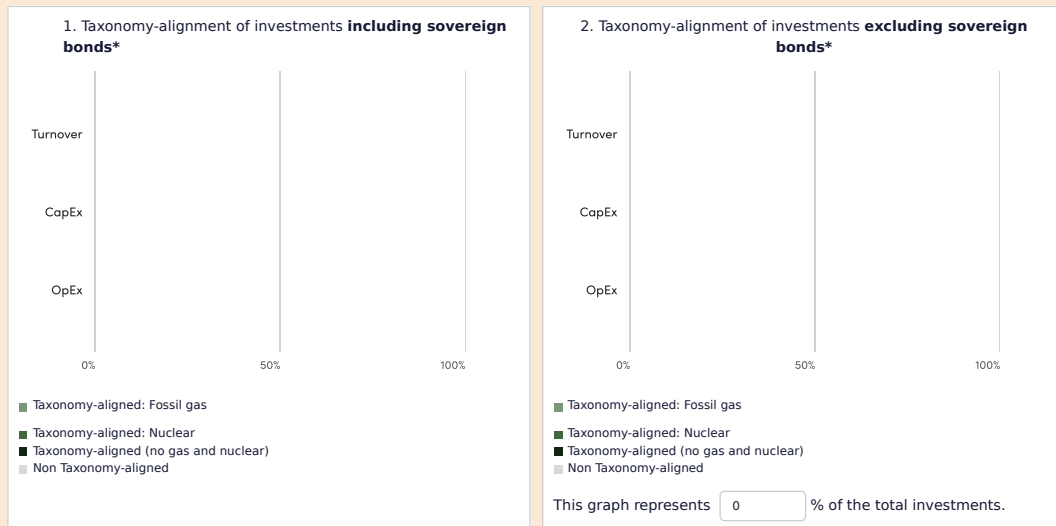 1. Taxonomy-alignment of investments including sovereign
bonds*
Turnover
CapEx
OpEx
0% 50% 100%
Taxonomy-aligned: Fossil gas
Taxonomy-aligned: Nuclear
Taxonomy-aligned (no gas and nuclear)
Non Taxonomy-aligned
2. Taxonomy-alignment of investments excluding sovereign
bonds*
Turnover
CapEx
OpEx
0% 50% 100%
Taxonomy-aligned: Fossil gas
Taxonomy-aligned: Nuclear
Taxonomy-aligned (no gas and nuclear)
Non Taxonomy-aligned
This graph represents 0 % of the total investments.